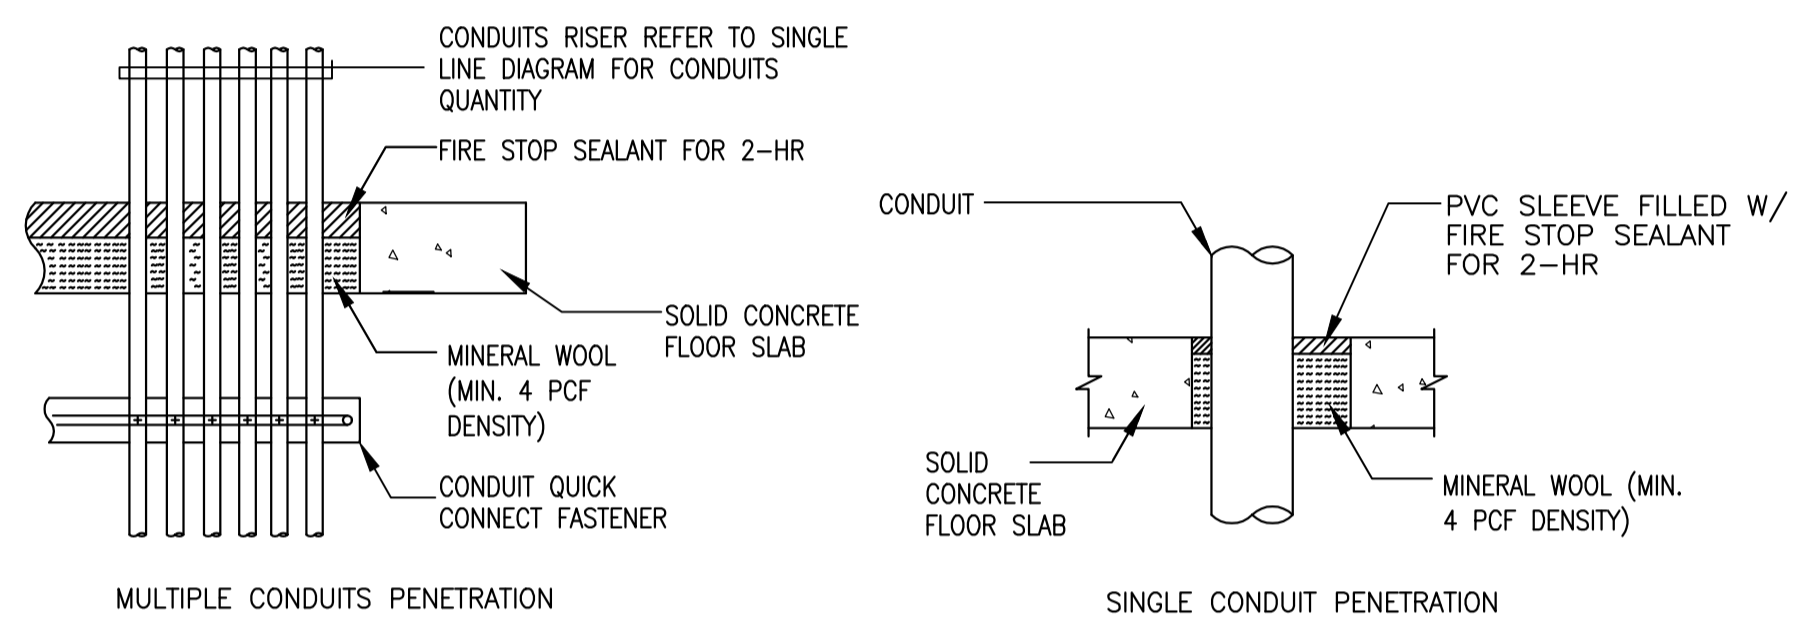 CONDUITS RISER REFER TO SINGLE
LINE DIAGRAM FOR CONDUITS
QUANTITY
FIRE STOP SEALANT FOR 2-HR
SOLID CONCRETE
FLOOR SLAB
MINERAL WOOL
(MIN. 4 PCF
DENSITY)
CONDUIT QUICK
CONNECT FASTENER
MULTIPLE CONDUITS PENETRATION
CONDUIT
PVC SLEEVE FILLED W/
FIRE STOP SEALANT
FOR 2-HR
SOLID
CONCRETE
FLOOR SLAB
MINERAL WOOL (MIN.
4 PCF DENSITY)
SINGLE CONDUIT PENETRATION